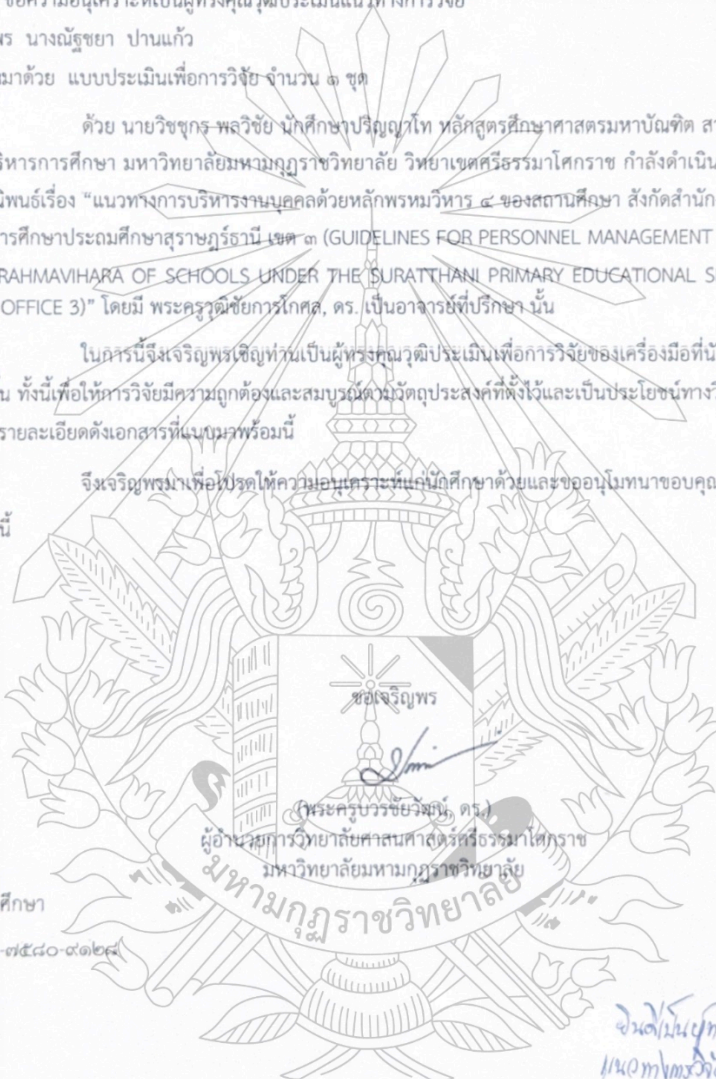 ขอความอนุเคราะห์เป็นผู้ทรงคุณวุฒิประเมินแนวทางการวิจัย
พร นางณัฐชยา ปานแก้ว
มาด้วย แบบประเมินเพื่อการวิจัย จำนวน ๑ ชุด
ด้วย นายวิชชุกร พลวิชัย นักศึกษาปริญญาโท หลักสูตรศึกษาศาสตรมหาบัณฑิต ส
ริหารการศึกษา มหาวิทยาลัยมหามกุฏราชวิทยาลัย วิทยาเขตศรีธรรมาโศกราช กำลังดำเนิน
นิพนธ์เรื่อง “แนวทางการบริหารงานบุคคลด้วยหลักพรหมวิหาร ๔ ของสถานศึกษา สังกัดสำนัก
การศึกษาประถมศึกษาสุราษฎร์ธานี เขต ๓ (GUIDELINES FOR PERSONNEL MANAGEMENT
RAHMAVIHARA OF SCHOOLS UNDER THE SURATTHANI PRIMARY EDUCATIONAL S
OFFICE 3)” โดยมี พระครูวุฒิชัยการโกศล, ดร. เป็นอาจารย์ที่ปรึกษา นั้น
ในการนี้จึงเจริญพรเชิญท่านเป็นผู้ทรงคุณวุฒิประเมินเพื่อการวิจัยของเครื่องมือที่นั
น ทั้งนี้เพื่อให้การวิจัยมีความถูกต้องและสมบูรณ์ตามวัตถุประสงค์ที่ตั้งไว้และเป็นประโยชน์ทางวิ
รายละเอียดดังเอกสารที่แนบมาพร้อมนี้
จึงเจริญพรมาเพื่อโปรดให้ความอนุเคราะห์แก่นักศึกษาด้วยและขออนุโมทนาขอบคุณ
นี้
ขอเจริญพร
(พระครูบวรชัยวัฒน์, ดร.)
ผู้อำนวยการวิทยาลัยศาสนศาสตร์ศรีธรรมาโศกราช
มหาวิทยาลัยมหามกุฏราชวิทยาลัย
มหามกุฏราชวิทยาลัย
ศึกษา
-๗๕๘๐-๙๑๒๘
ยินดีเป็นผู้ท
แนวทางการวิจัย